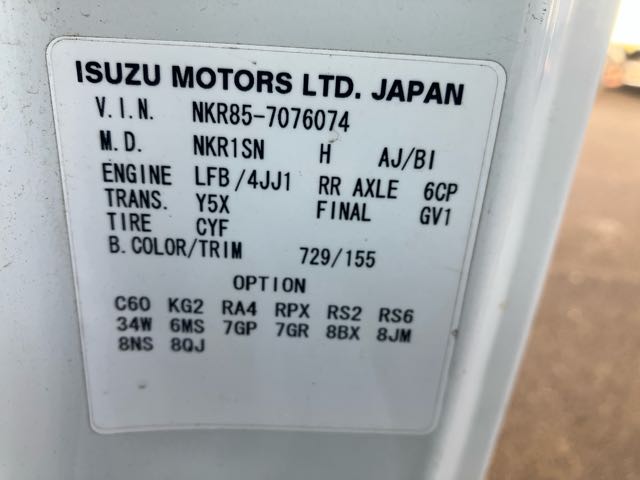 ISUZU MOTORS LTD. JAPAN
V.I.N. NKR85-7076074
M.D. NKR1SN H AJ/BI
ENGINE LFB/4JJ1 RR AXLE 6CP
TRANS. Y5X FINAL GV1
TIRE CYF
B.COLOR/TRIM 729/155
OPTION
C60 KG2 RA4 RPX RS2 RS6
34W 6MS 7GP 7GR 8BX 8JM
8NS 8QJ